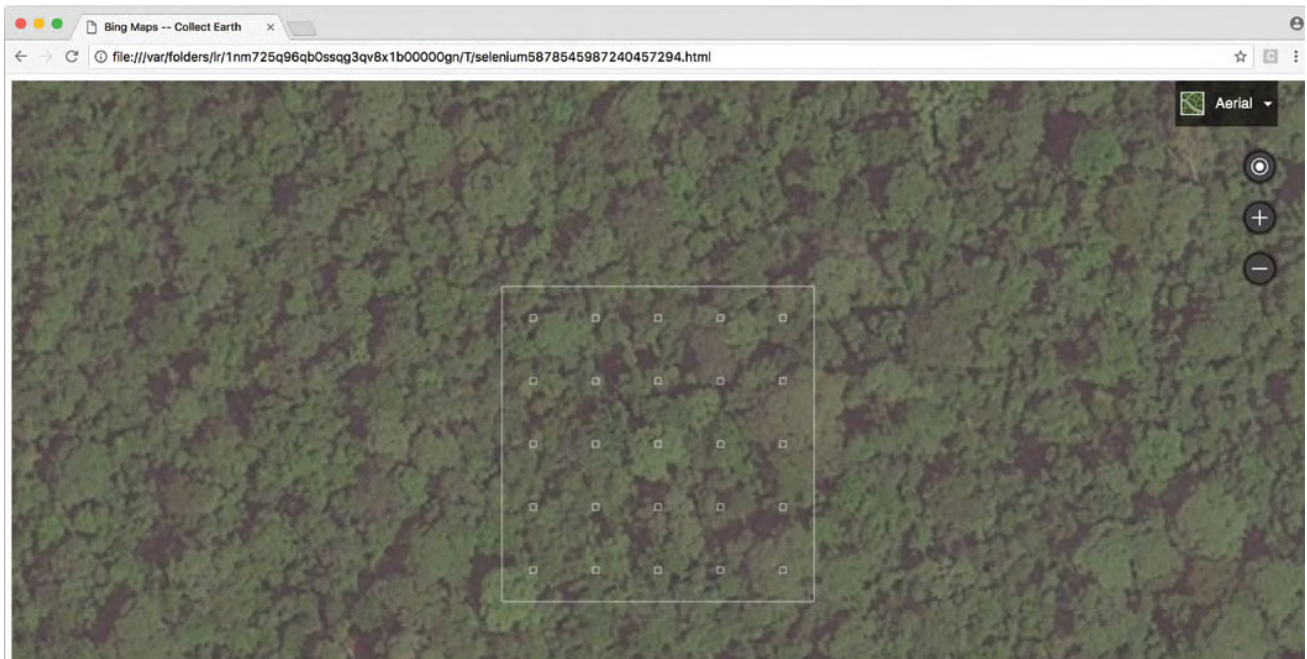 Bing Maps -- Collect Earth
file:///var/folders/lr/1nm725q96qb0ssqg3qv8x1b00000gn/T/selenium5878545987240457294.html
Aerial